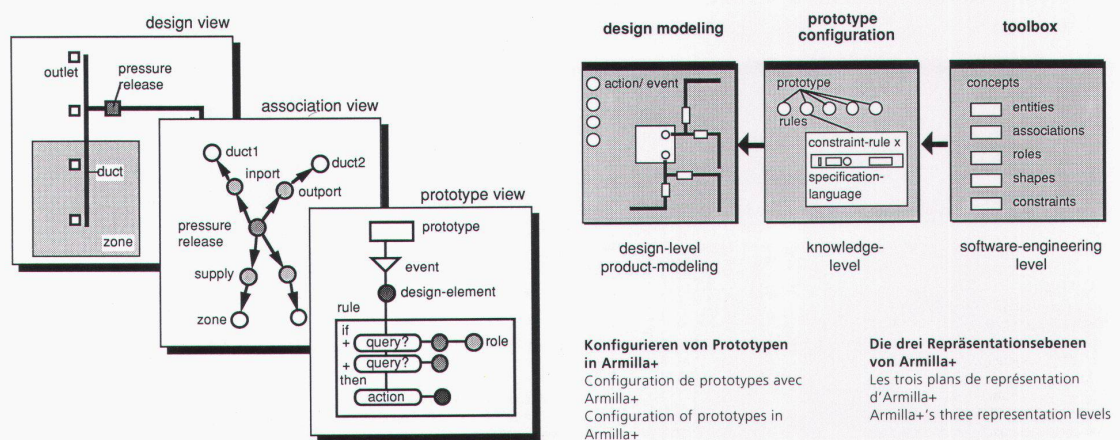 design view
outlet
pressure
release
duct
zone
association view
duct1
duct2
inport
outport
pressure
release
supply
zone
prototype view
prototype
event
design-element
rule
if
+ query? role
+ query?
then
action
design modeling
prototype
configuration
toolbox
action/ event
prototype
rules
constraint-rule x
specification-
language
concepts
entities
associations
roles
shapes
constraints
design-level
product-modeling
knowledge-
level
software-engineering
level
Konfigurieren von Prototypen
in Armilla+
Configuration de prototypes avec
Armilla+
Configuration of prototypes in
Armilla+
Die drei Repräsentationsebenen
von Armilla+
Les trois plans de représentation
d'Armilla+
Armilla+'s three representation levels